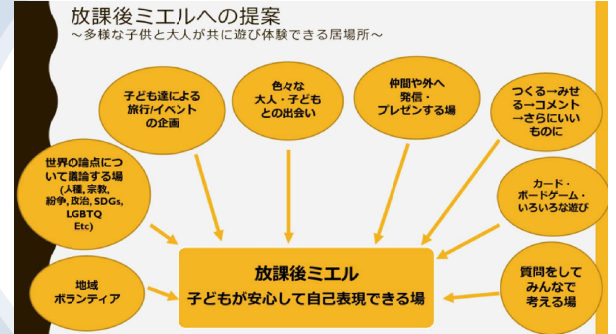 放課後ミエルへの提案
～多様な子供と大人が共に遊び体験できる居場所～
子ども達による
旅行/イベント
の企画
色々な
大人・子ども
との出会い
仲間や外へ
発信・
プレゼンする場
つくる→みせ
る→コメント
→さらにいい
ものに
世界の論点につ
いて議論する場
(人種, 宗教,
紛争, 政治, SDGs,
LGBTQ
Etc)
カード・
ボードゲーム・
いろいろな遊び
地域
ボランティア
放課後ミエル
子どもが安心して自己表現できる場
質問をして
みんなで
考える場